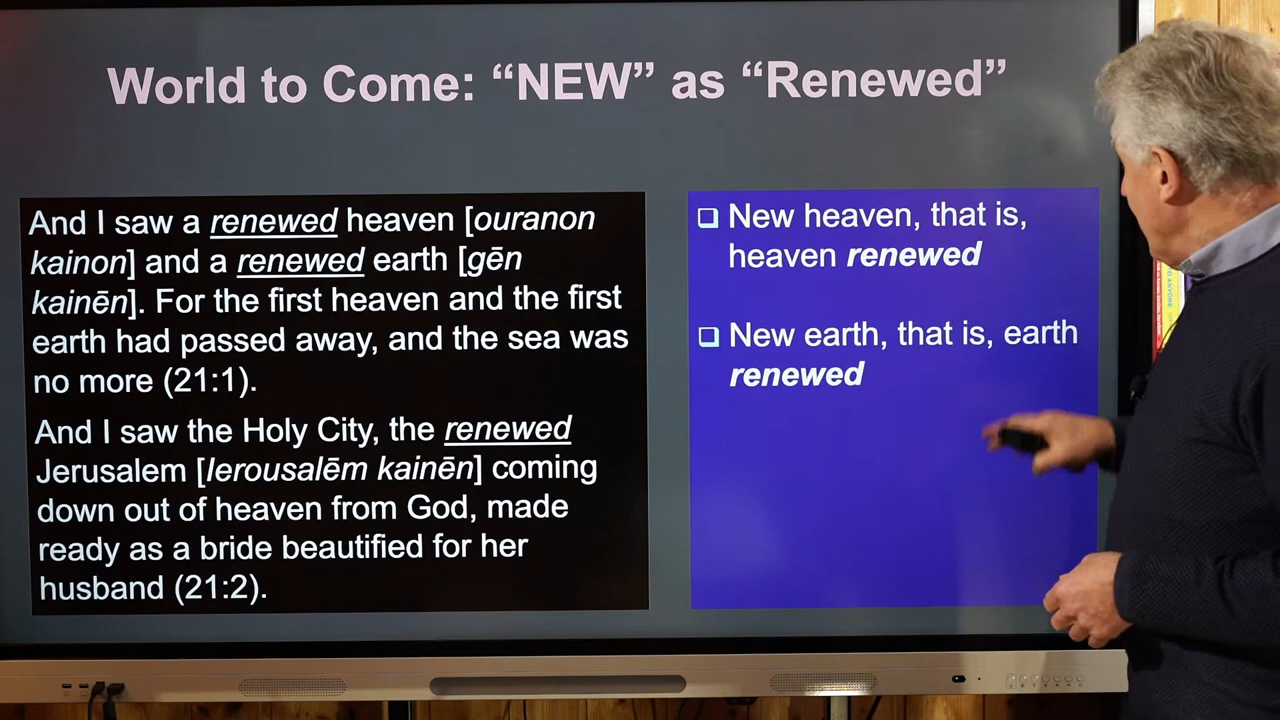 World to Come: “NEW” as “Renewed”
And I saw a renewed heaven [ouranon
kainon] and a renewed earth [gēn
kainēn]. For the first heaven and the first
earth had passed away, and the sea was
no more (21:1).
And I saw the Holy City, the renewed
Jerusalem [Ierousalēm kainēn] coming
down out of heaven from God, made
ready as a bride beautified for her
husband (21:2).
New heaven, that is,
heaven renewed
New earth, that is, earth
renewed